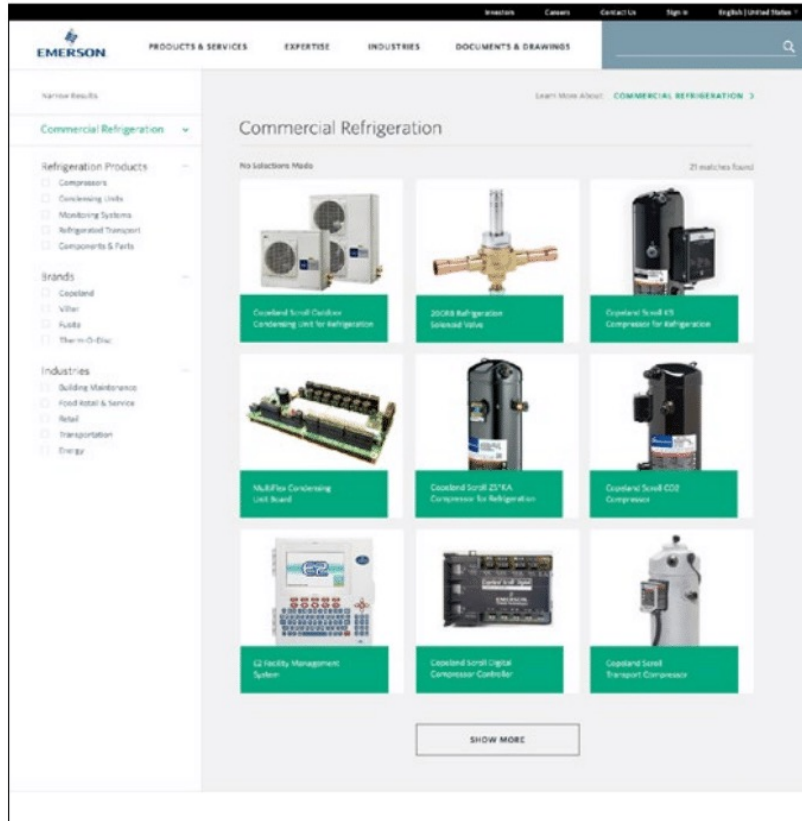 Investors Careers Contact Us Sign In English | United States
EMERSON PRODUCTS & SERVICES EXPERTISE INDUSTRIES DOCUMENTS & DRAWINGS
Narrow Results
Learn More About: COMMERCIAL REFRIGERATION >
Commercial Refrigeration
Commercial Refrigeration
No Selections Made
21 matches found
Refrigeration Products
Compressors
Condensing Units
Monitoring Systems
Refrigerated Transport
Components & Parts
Brands
Copeland
Vilter
Fusite
Therm-O-Disc
Industries
Building Maintenance
Food Retail & Service
Retail
Transportation
Energy
Copeland Scroll Outdoor
Condensing Unit for Refrigeration
Refrigeration
Solenoid Valve
Copeland Scroll
Compressor for Refrigeration
MultiFlex Condensing
Unit Board
Copeland Scroll
Compressor for Refrigeration
Copeland Scroll CO2
Compressor
E2
E2 Facility Management
System
Copeland Scroll Digital
EMERSON
Copeland Scroll Digital
Compressor Controller
Copeland Scroll
Transport Compressor
SHOW MORE